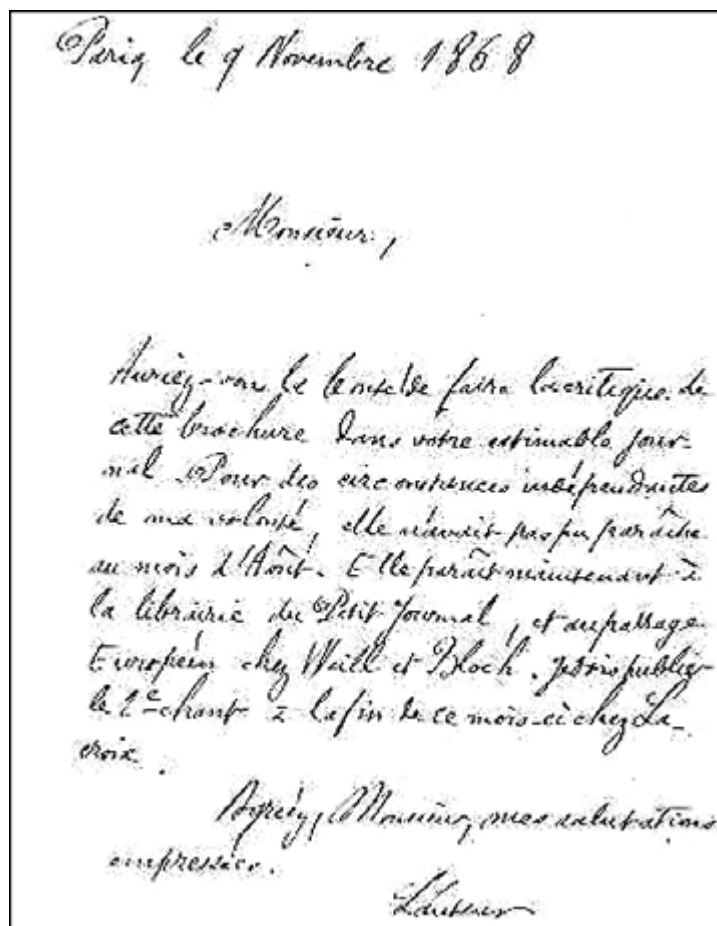 Paris le 9 Novembre 1868
Monsieur,
Auriez-vous la bonté de faire la critique de
cette brochure dans votre estimable jour-
nal. Pour des circonstances indépendantes
de ma volonté, elle n'avait pas pu paraître
au mois d'Août. Elle paraît maintenant à
la librairie du Petit Journal, et au passage
Européen chez Weill et Bloch. Je dois publier
le 2e chant à la fin de ce mois-ci chez La-
croix.
Agréez, Monsieur, mes salutations
empressées.
L'auteur